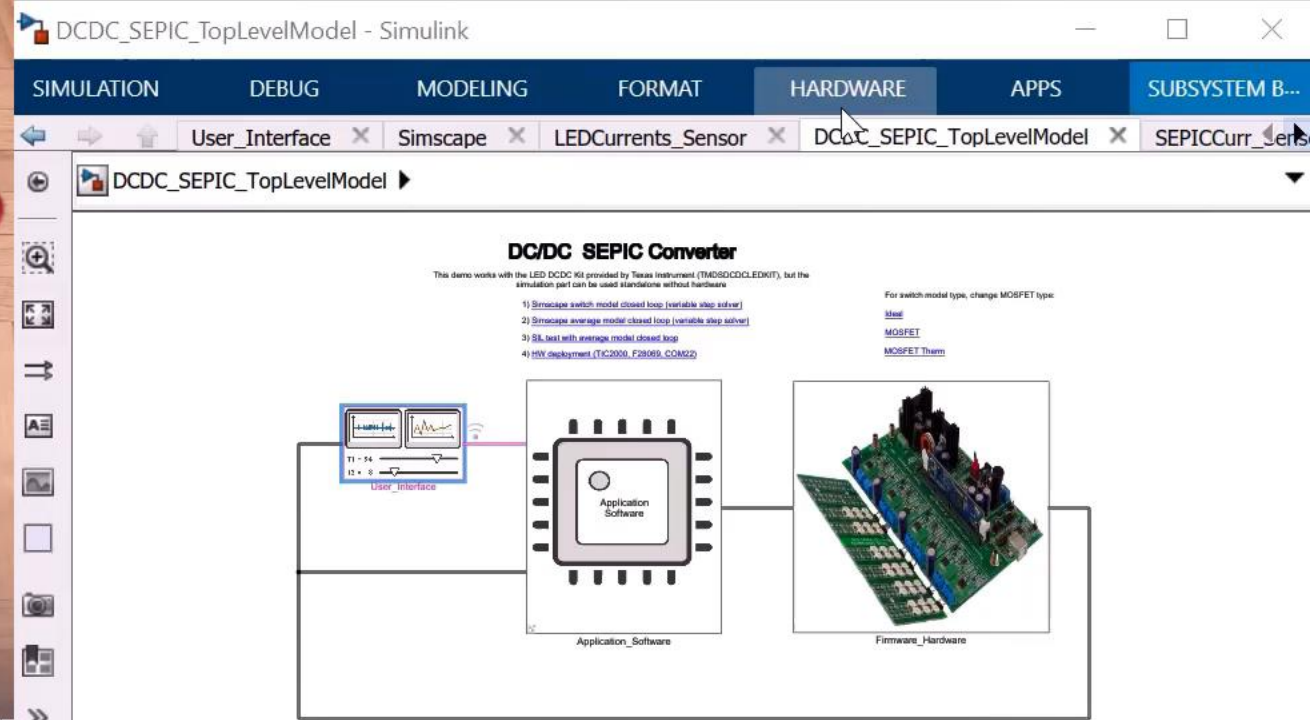 DCDC_SEPIC_TopLevelModel - Simulink
SIMULATION DEBUG MODELING FORMAT HARDWARE APPS SUBSYSTEM B...
User_Interface Simscape LEDCurrents_Sensor DCDC_SEPIC_TopLevelModel SEPICCurr_Sens
DCDC_SEPIC_TopLevelModel
DC/DC SEPIC Converter
This demo works with the LED DCDC Kit provided by Texas Instrument (TMDSDCDCLEDKIT), but the
simulation part can be used standalone without hardware
1) Simscape switch model closed loop (variable step solver)
2) Simscape average model closed loop (variable step solver)
3) SIL test with average model closed loop
4) HW deployment (TIC2000, F28069, COM22)
For switch model type, change MOSFET type:
Ideal
MOSFET
MOSFET Therm
T1 - 54
User_Interface
Application
Software
Application_Software
Firmware_Hardware